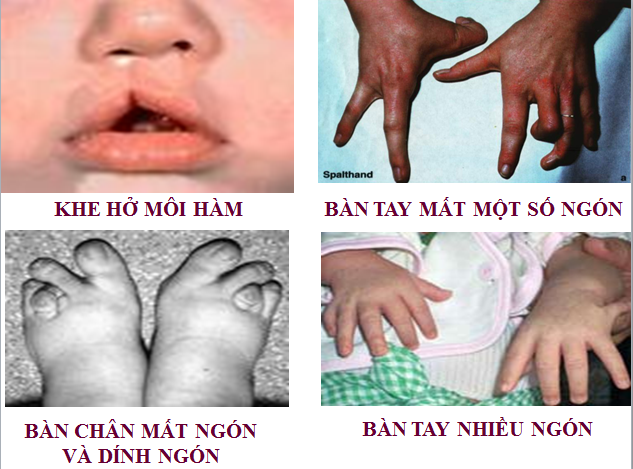 Spalthand
a
KHE HỞ MÔI HÀM
BÀN TAY MẤT MỘT SỐ NGÓN
BÀN CHÂN MẤT NGÓN
VÀ DÍNH NGÓN
BÀN TAY NHIỀU NGÓN